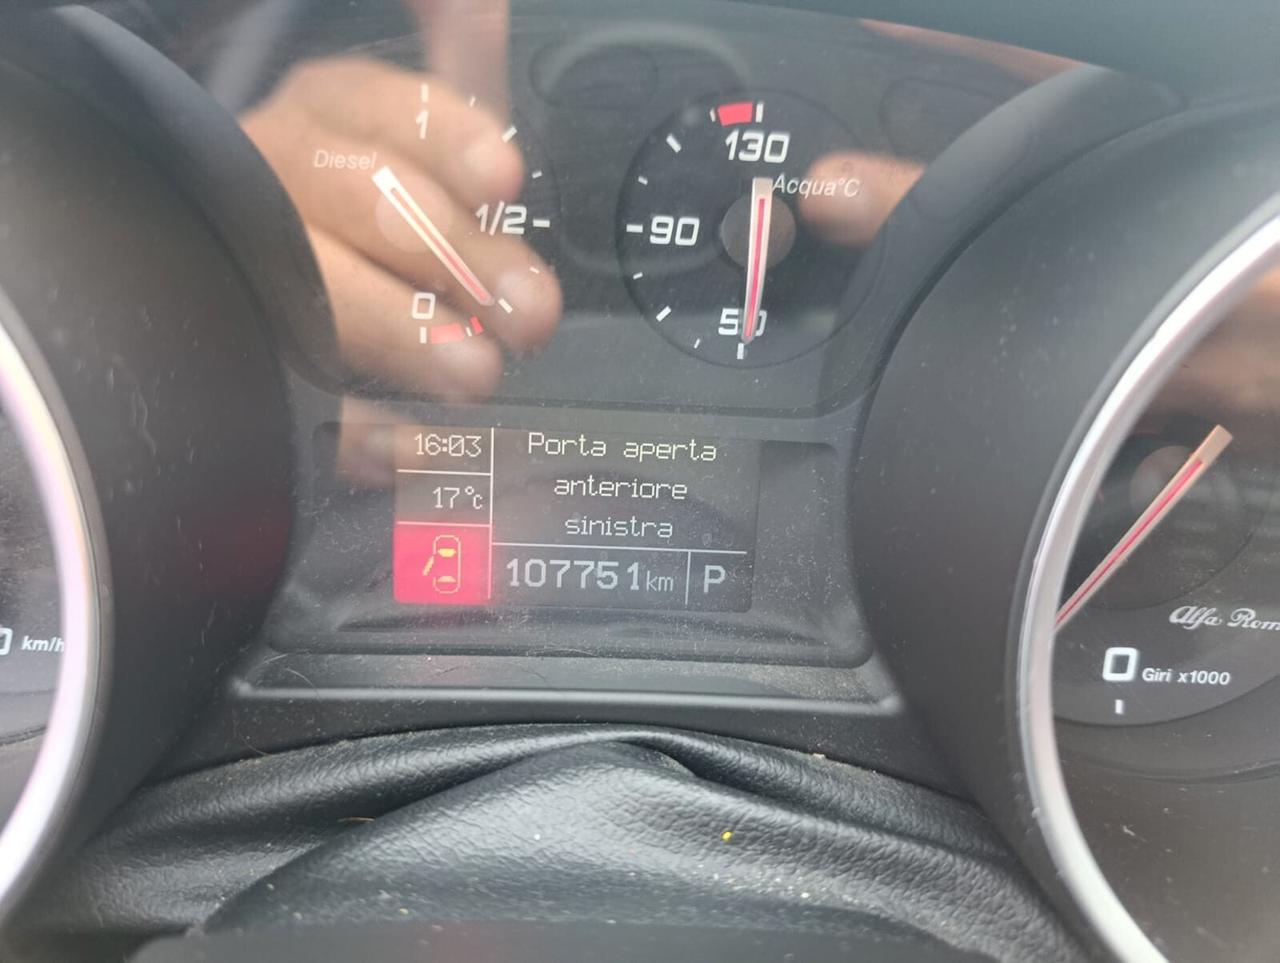 1
Diesel
1/2
0
130
Acqua°C
90
50
16:03
17°c
Porta aperta
anteriore
sinistra
107751km
P
km/h
Alfa Rom
0
Giri x1000